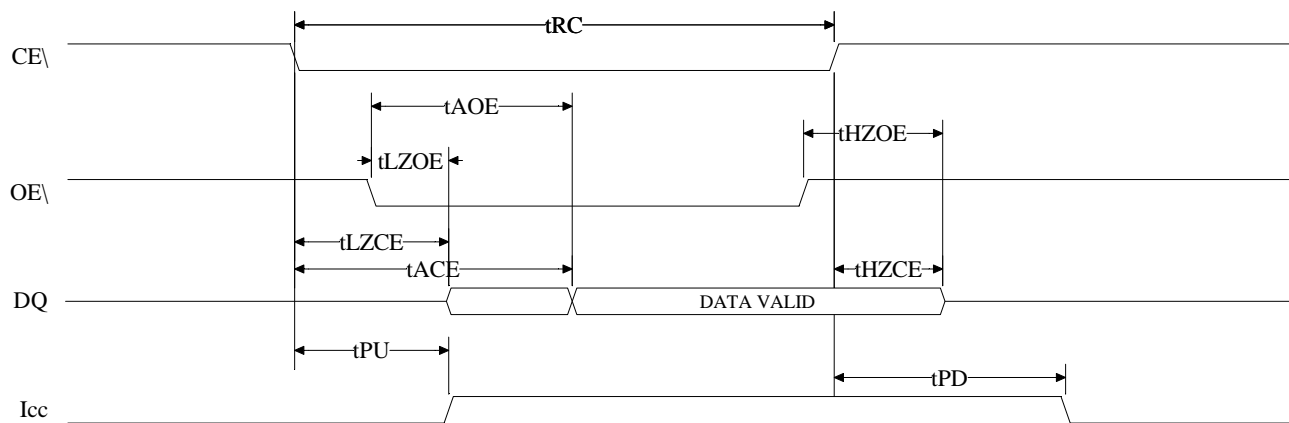 tRC
CE\
tAOE
tHZOE
tLZOE
OE\
tLZCE
tACE
tHZCE
DQ
DATA VALID
tPU
tPD
Icc